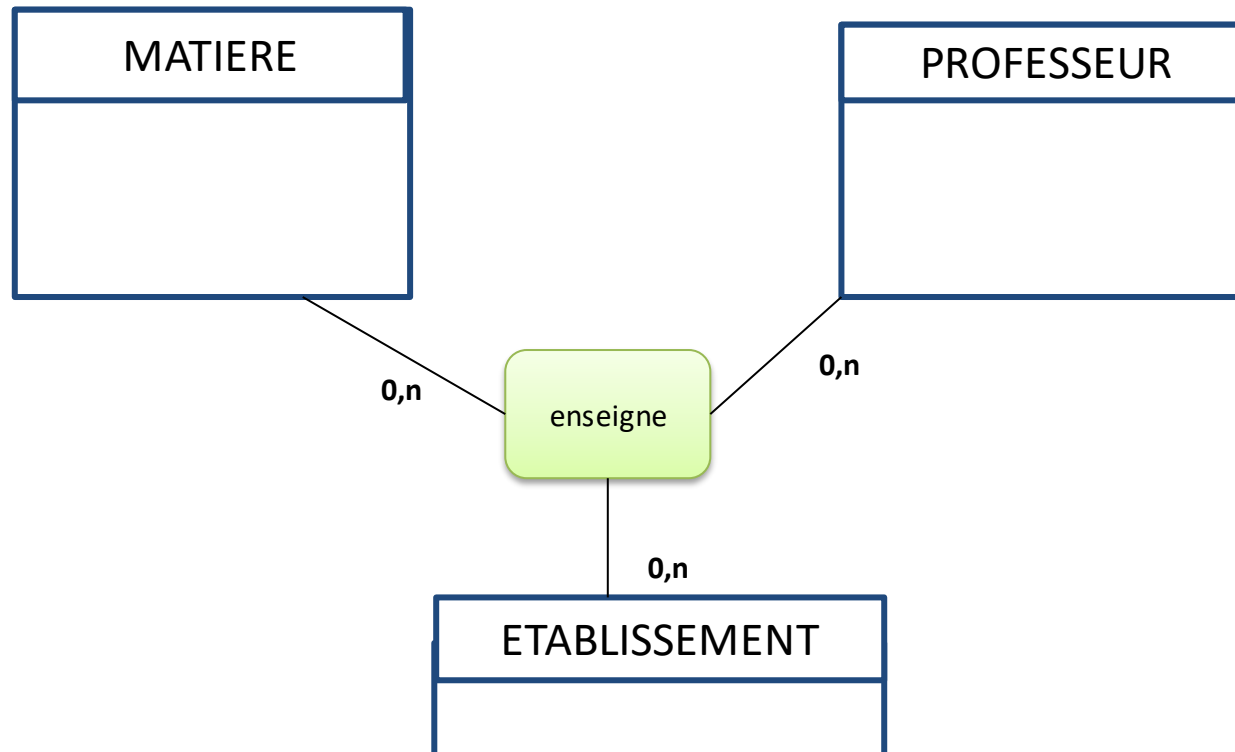 MATIERE
PROFESSEUR
0,n
0,n
enseigne
0,n
ETABLISSEMENT